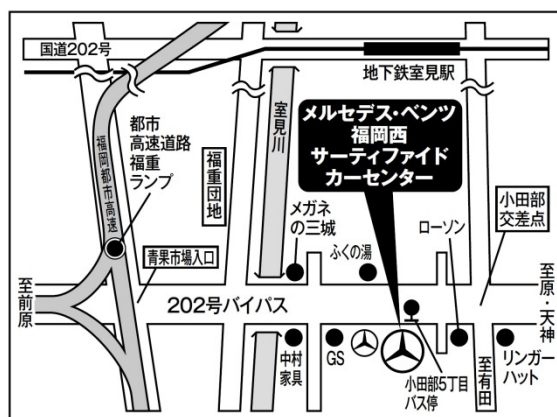 国道202号
地下鉄室見駅
メルセデス・ベンツ
福岡西
サーティファイド
カーセンター
室見川
都市
高速道路
福重
ランプ
福岡都市高速
福重団地
メガネ
の三城
ふくの湯
ローソン
小田部
交差点
青果市場入口
至前原
202号バイパス
至原・天神
中村
家具
GS
小田部5丁目
バス停
至有田
リンガー
ハット